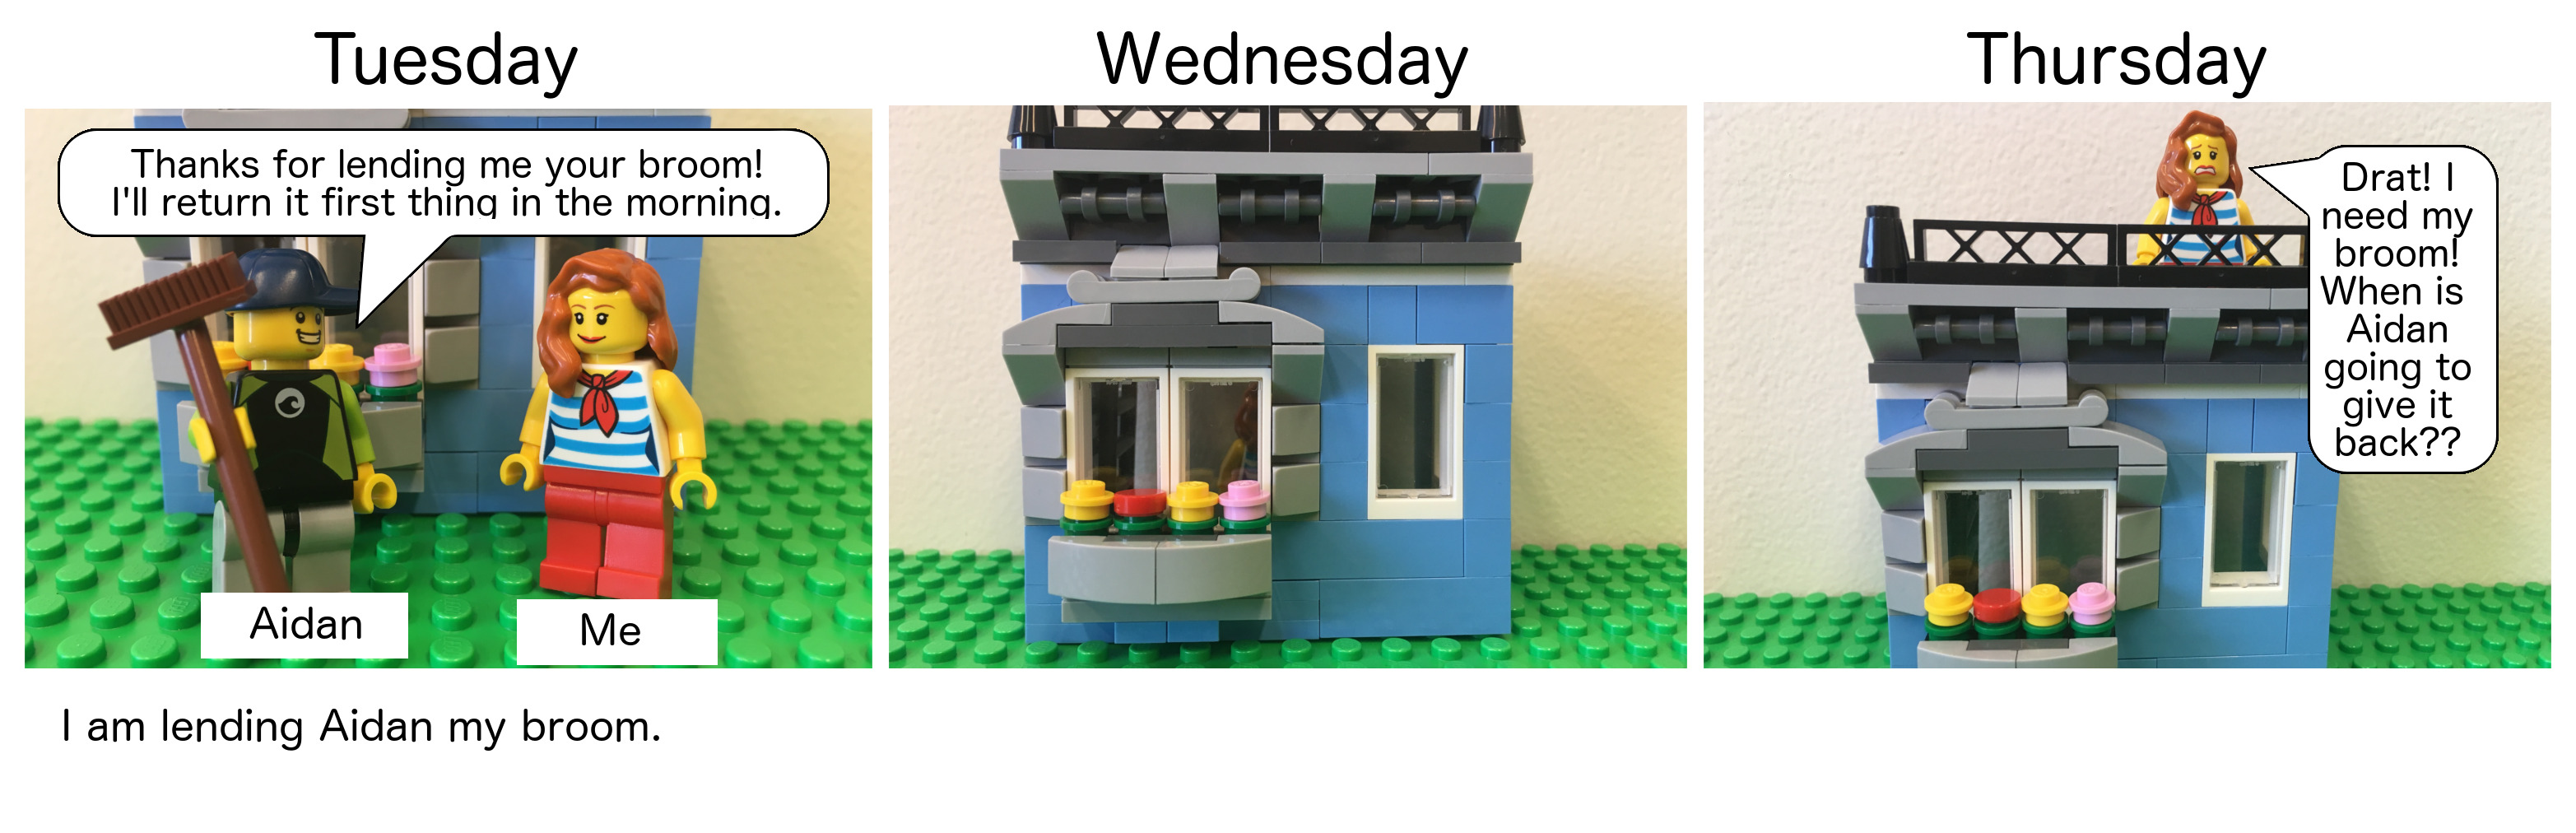 Tuesday
Thanks for lending me your broom!
I'll return it first thing in the morning.
Aidan
Me
I am lending Aidan my broom.
Wednesday
Thursday
Drat! I
need my
broom!
When is
Aidan
going to
give it
back??